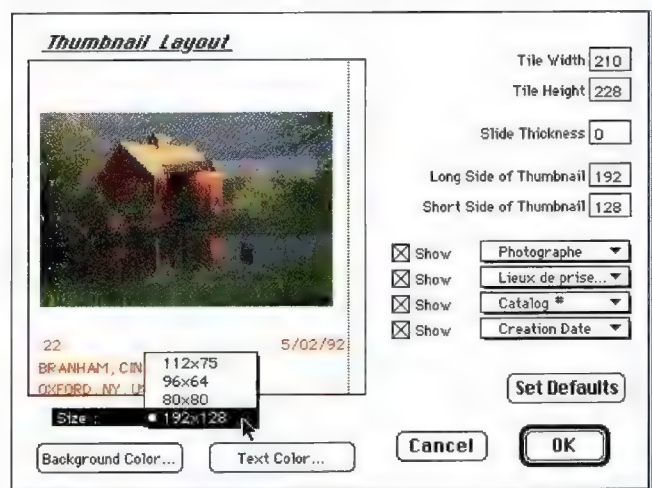 Thumbnail Layout
Tile Width 210
Tile Height 228
Slide Thickness 0
Long Side of Thumbnail 192
Short Side of Thumbnail 128
Show Photographe
Show Lieux de prise...
Show Catalog #
Show Creation Date
22 5/02/92
BRANHAM, CIN
OXFORD, NY, US
112x75
96x64
80x80
Size : 192x128
Set Defaults
Background Color...
Text Color...
Cancel
OK